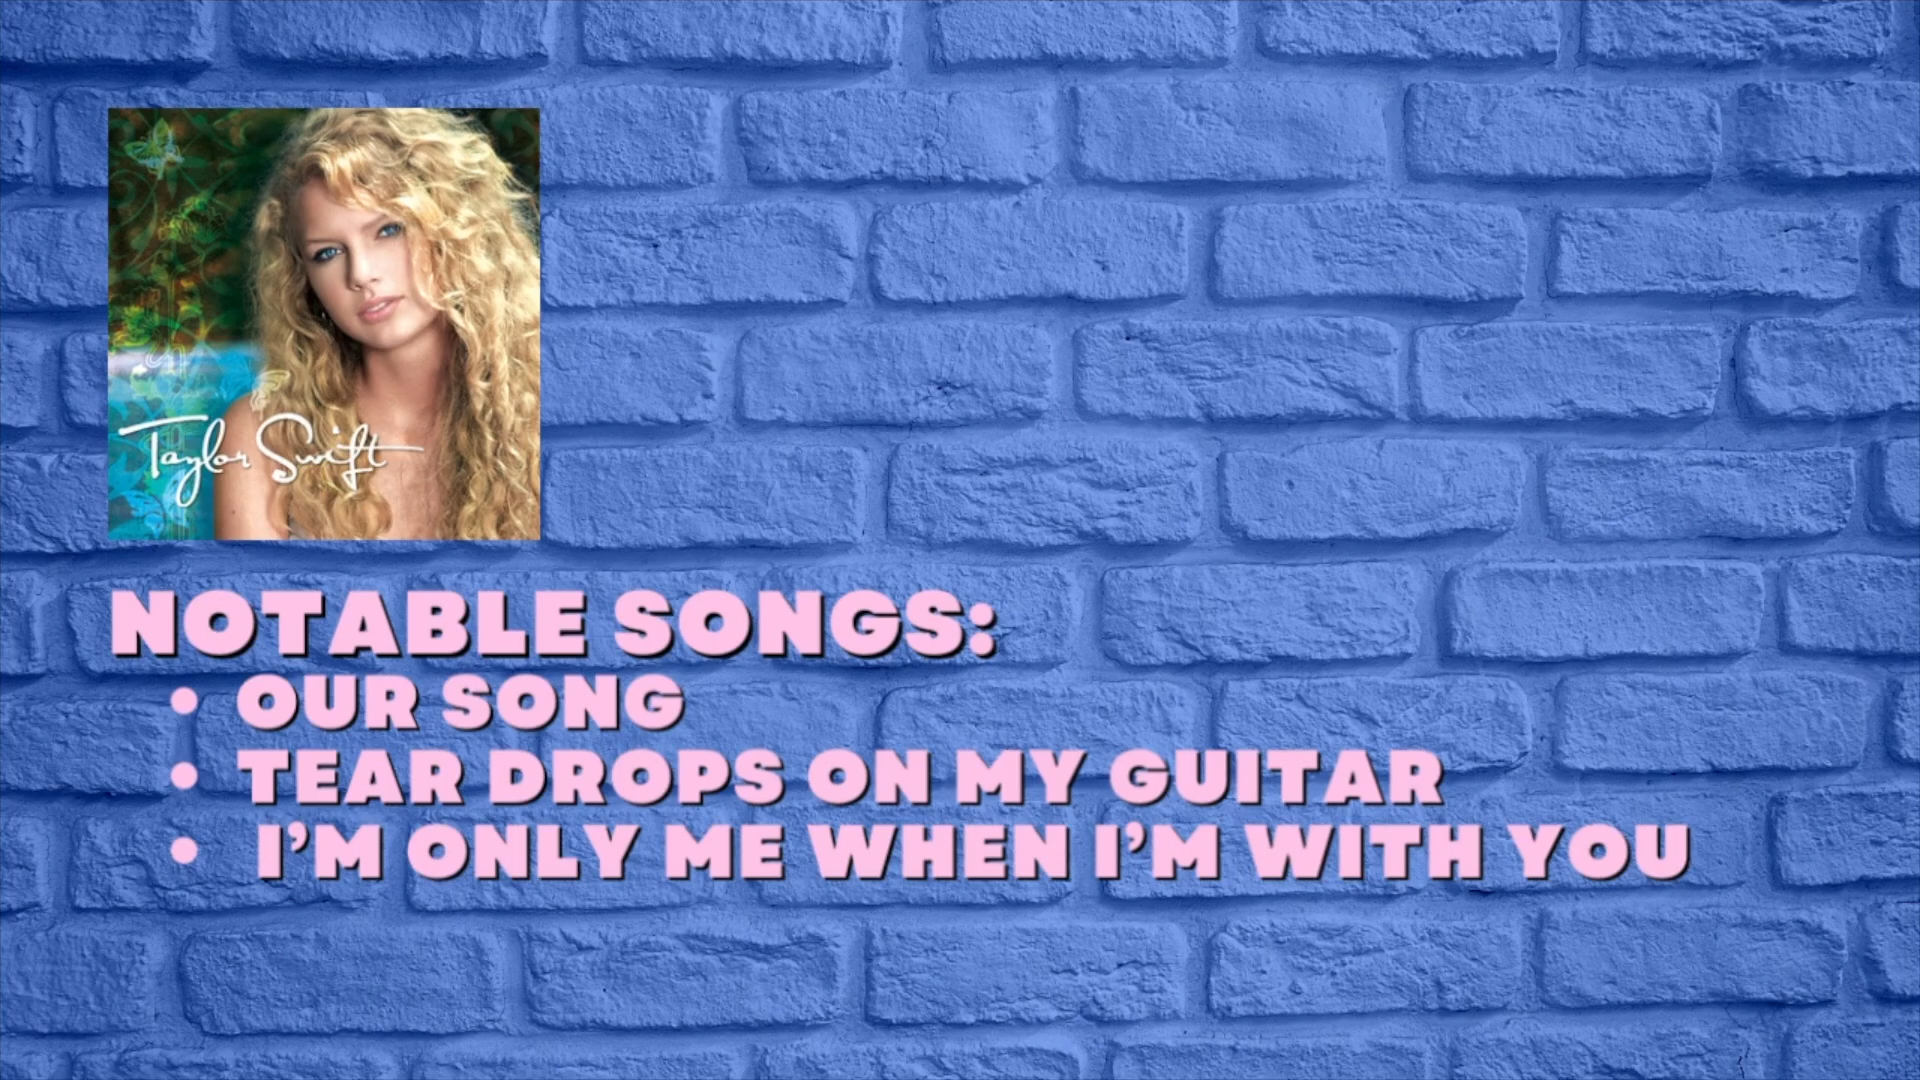 Taylor Swift
NOTABLE SONGS:
• OUR SONG
• TEAR DROPS ON MY GUITAR
• I'M ONLY ME WHEN I'M WITH YOU